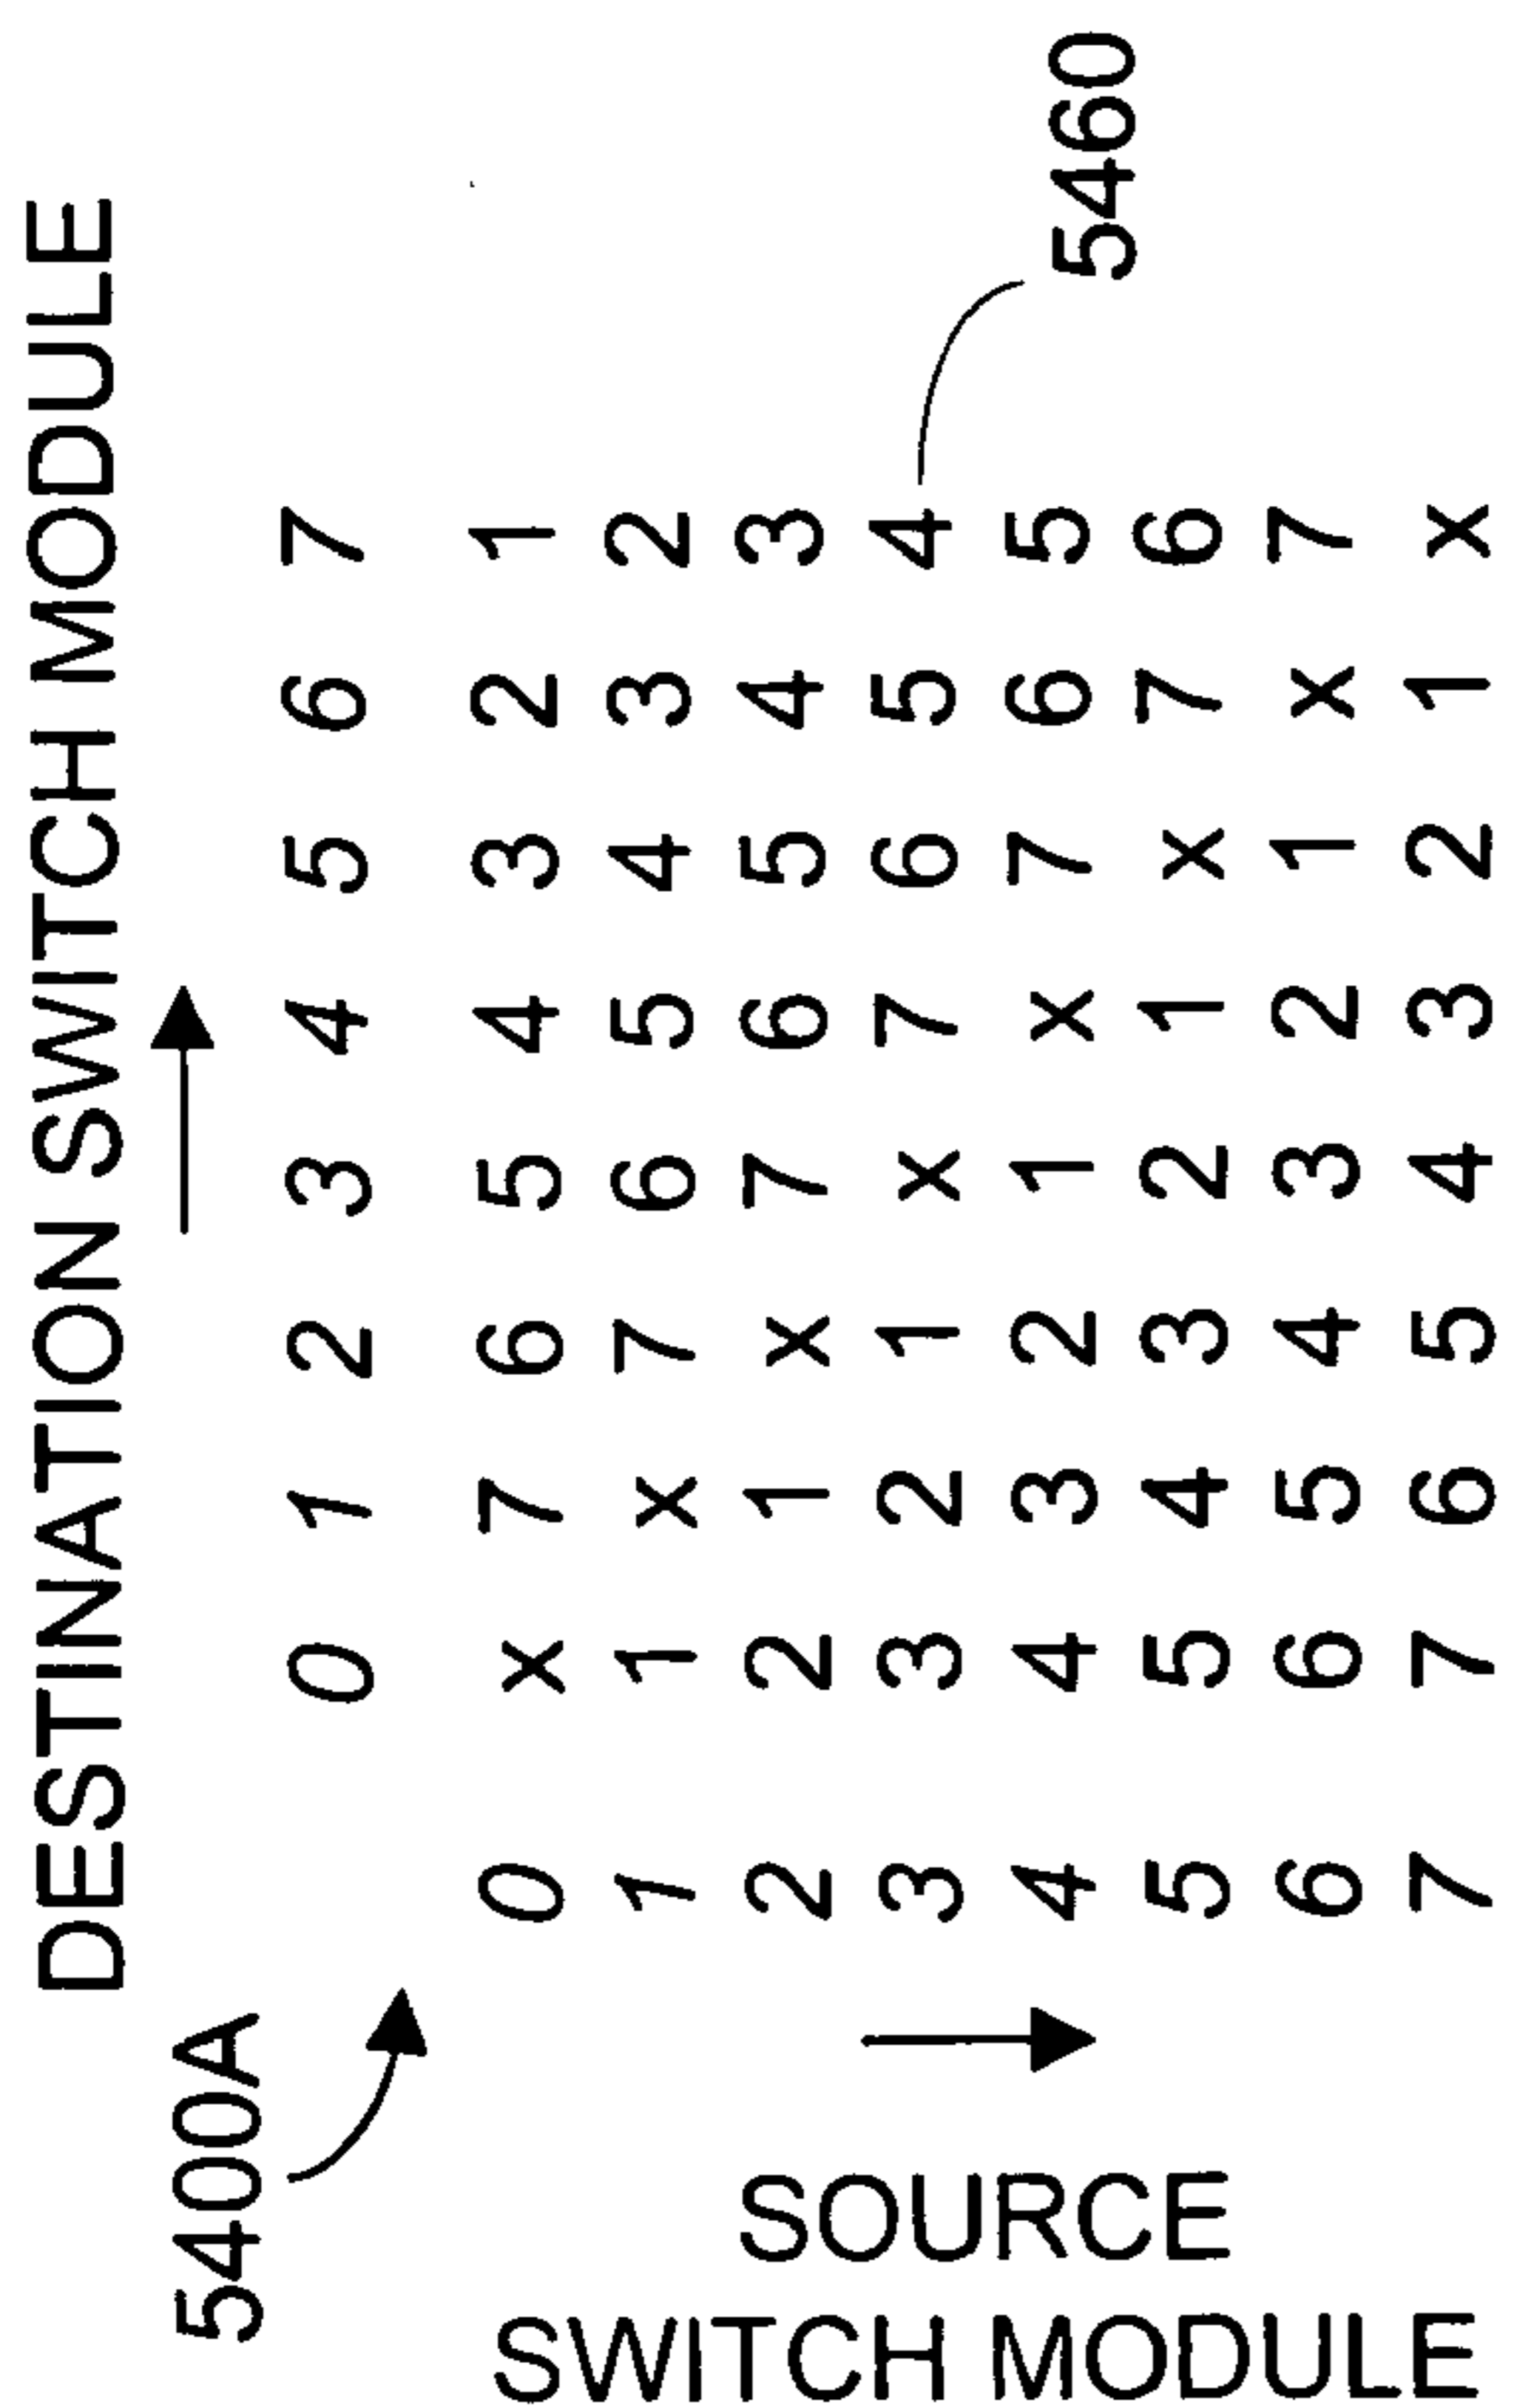 DESTINATION SWITCH MODULE
5400A
0 1 2 3 4 5 6 7
0 x 7 6 5 4 3 2 1
1 1 x 7 6 5 4 3 2
2 2 1 x 7 6 5 4 3
3 3 2 1 x 7 6 5 4
4 4 3 2 1 x 7 6 5
5 5 4 3 2 1 x 7 6
6 6 5 4 3 2 1 x 7
7 7 6 5 4 3 2 1 x
5460
SOURCE
SWITCH MODULE